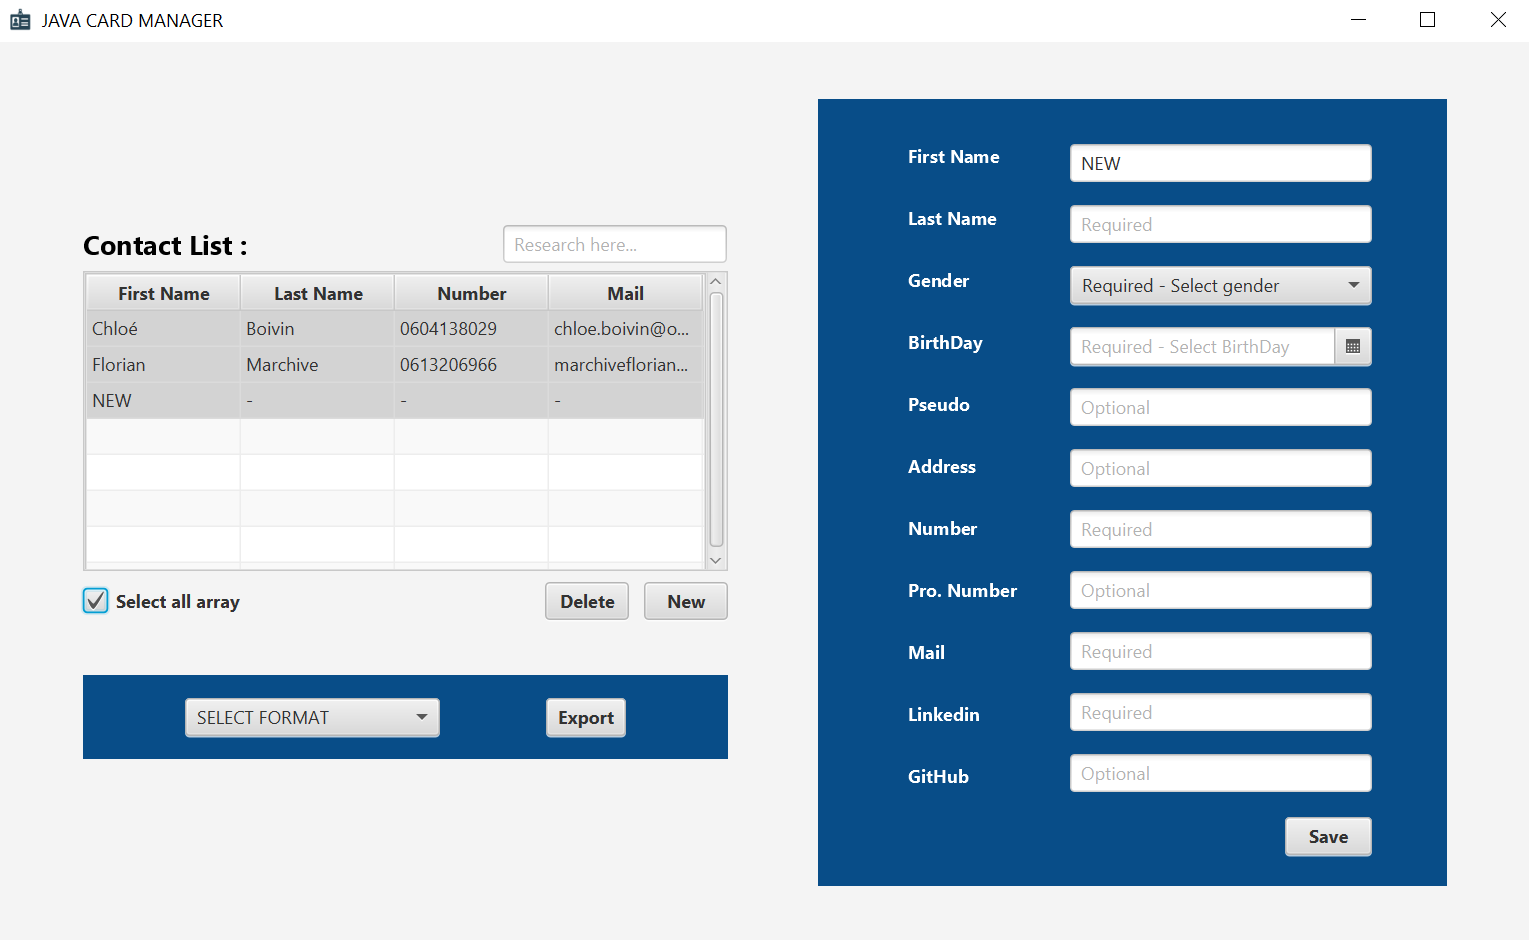 JAVA CARD MANAGER
Contact List :
Research here...
First Name Last Name Number Mail
Chloé Boivin 0604138029 chloe.boivin@o...
Florian Marchive 0613206966 marchiveflorian...
NEW - - -
Select all array
Delete
New
SELECT FORMAT
Export
First Name NEW
Last Name Required
Gender Required - Select gender
BirthDay Required - Select BirthDay
Pseudo Optional
Address Optional
Number Required
Pro. Number Optional
Mail Required
Linkedin Required
GitHub Optional
Save